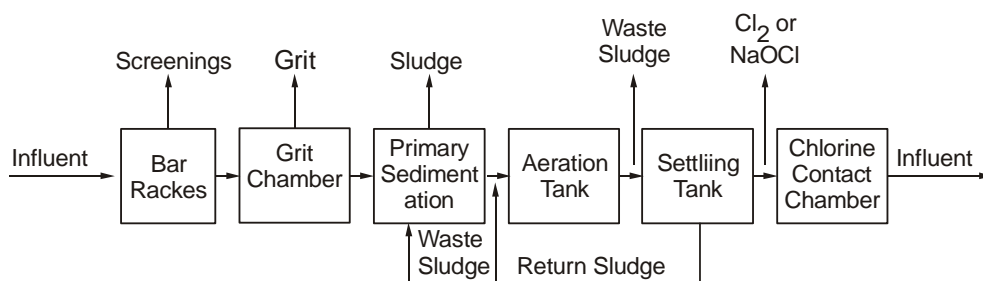 Waste
Sludge
Cl2 or
NaOCl
Screenings
Grit
Sludge
Influent
Bar
Rackes
Grit
Chamber
Primary
Sediment
ation
Aeration
Tank
Settliing
Tank
Chlorine
Contact
Chamber
Influent
Waste
Sludge
Return Sludge